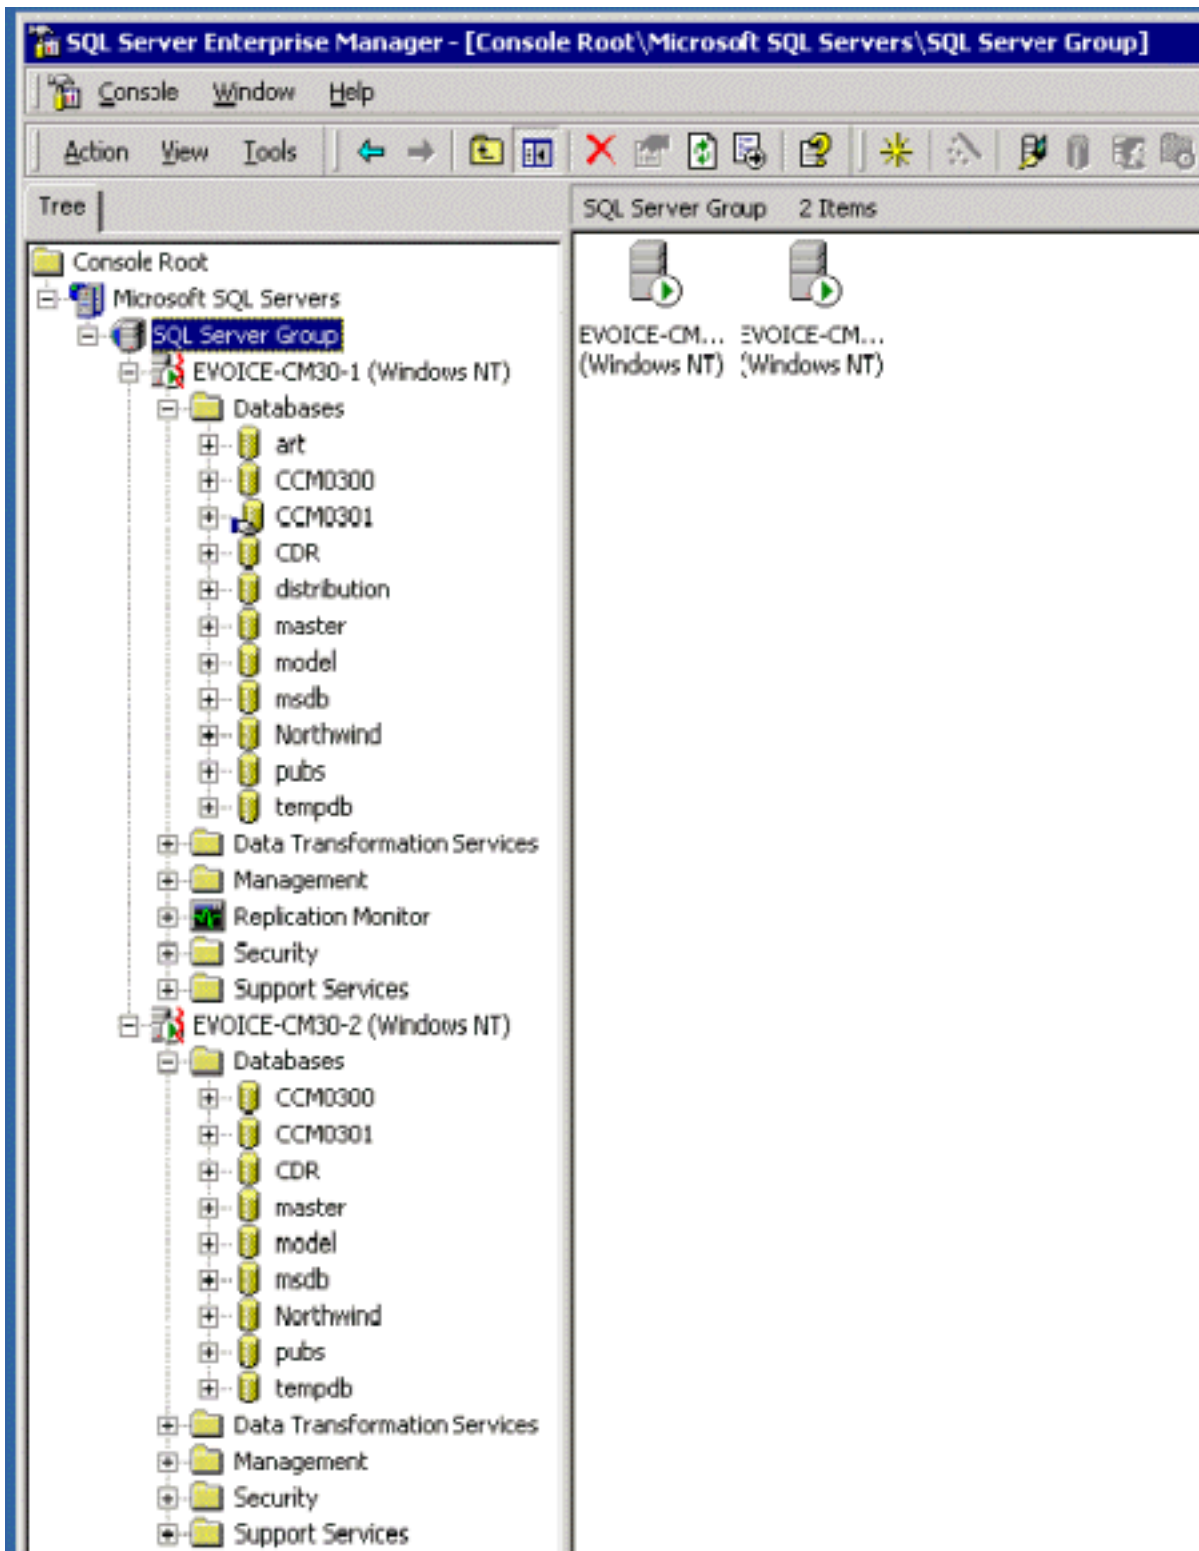 SQL Server Enterprise Manager - [Console Root\Microsoft SQL Servers\SQL Server Group]
Console Window Help
Action View Tools
Tree
SQL Server Group 2 Items
Console Root
Microsoft SQL Servers
SQL Server Group
EVOICE-CM30-1 (Windows NT)
Databases
art
CCM0300
CCM0301
CDR
distribution
master
model
msdb
Northwind
pubs
tempdb
Data Transformation Services
Management
Replication Monitor
Security
Support Services
EVOICE-CM30-2 (Windows NT)
Databases
CCM0300
CCM0301
CDR
master
model
msdb
Northwind
pubs
tempdb
Data Transformation Services
Management
Security
Support Services
EVOICE-CM... EVOICE-CM...
(Windows NT) (Windows NT)